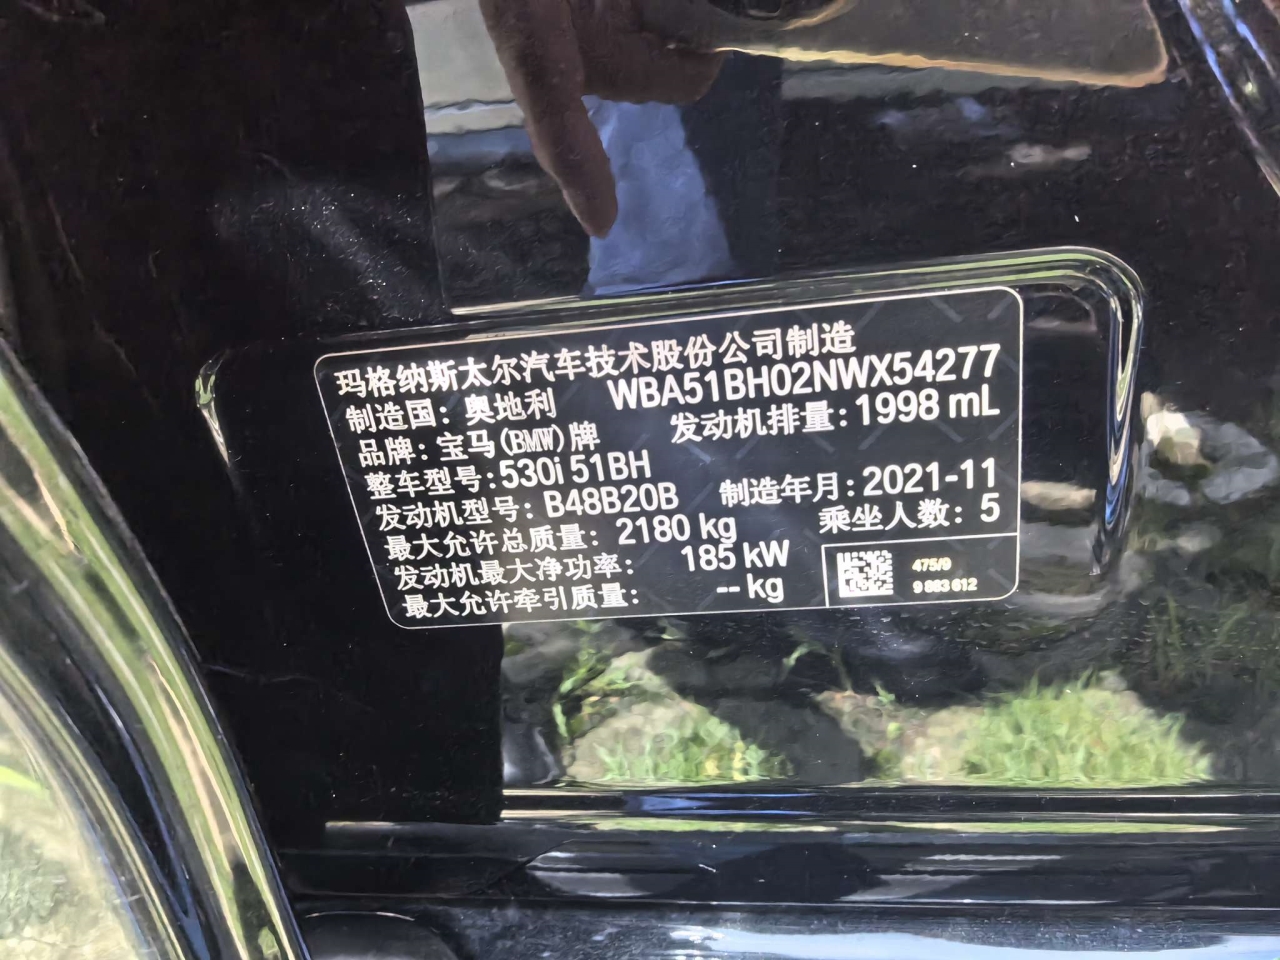 玛格纳斯太尔汽车技术股份公司制造
制造国：奥地利 WBA51BH02NWX54277
品牌：宝马(BMW)牌 发动机排量：1998 mL
整车型号：530i 51BH
发动机型号：B48B20B 制造年月：2021-11
最大允许总质量：2180 kg 乘坐人数：5
发动机最大净功率：185 kW
最大允许牵引质量：-- kg
475/0
9 883 612